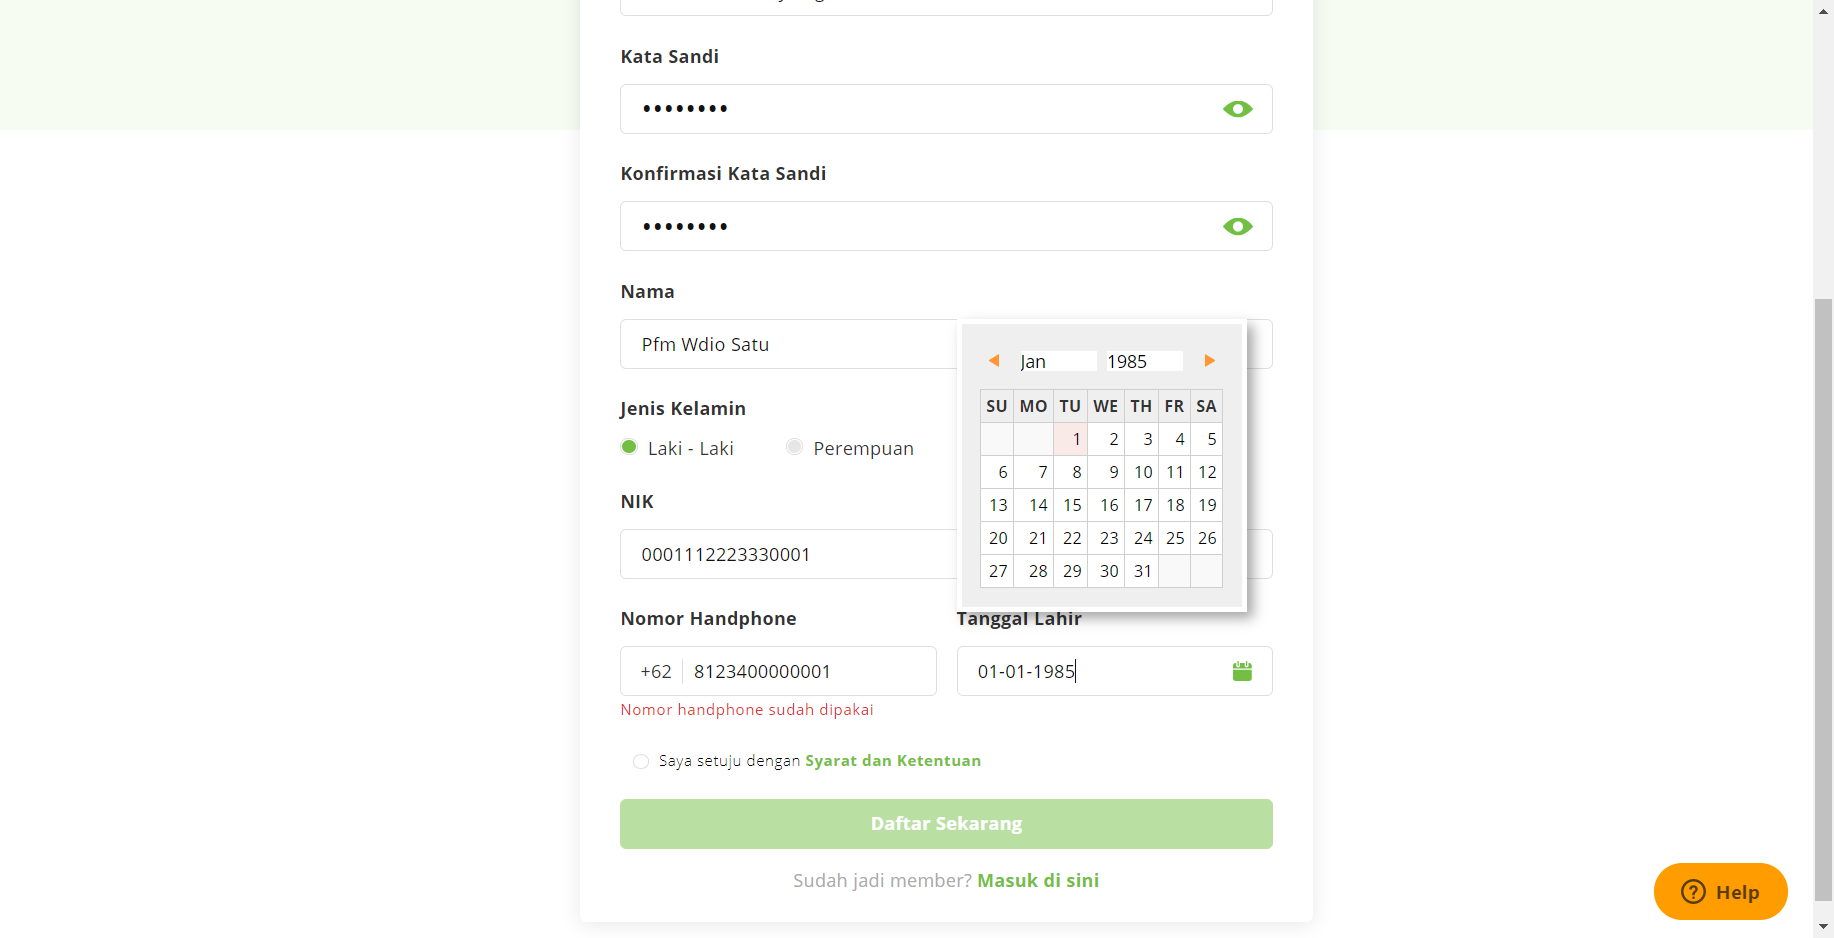 Kata Sandi
••••••••
Konfirmasi Kata Sandi
••••••••
Nama
Pfm Wdio Satu
Jan 1985
SU MO TU WE TH FR SA
1 2 3 4 5
6 7 8 9 10 11 12
13 14 15 16 17 18 19
20 21 22 23 24 25 26
27 28 29 30 31
Jenis Kelamin
Laki - Laki Perempuan
NIK
0001112223330001
Nomor Handphone Tanggal Lahir
+62 8123400000001 01-01-1985
Nomor handphone sudah dipakai
Saya setuju dengan Syarat dan Ketentuan
Daftar Sekarang
Sudah jadi member? Masuk di sini
Help